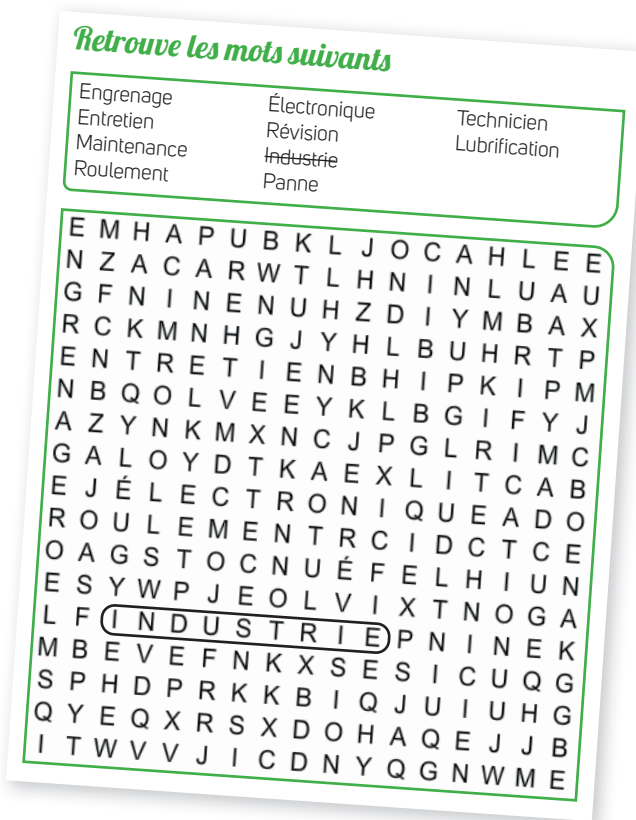 Retrouve les mots suivants
Engrenage
Entretien
Maintenance
Roulement
Électronique
Révision
Industrie
Panne
Technicien
Lubrification
E M H A P U B K L J O C A H L E E
N Z A C A R W T L H N I N L U A U
G F N I N E N U H Z D I Y M B A X
R C K M N H G J Y H L B U H R T P
E N T R E T I E N B H I P K I P M
N B Q O L V E E Y K L B G I F Y J
A Z Y N K M X N C J P G L R I M C
G A L O Y D T K A E X L I T C A B
E J É L E C T R O N I Q U E A D O
R O U L E M E N T R C I D C T C E
O A G S T O C N U É F E L H I U N
E S Y W P J E O L V I X T N O G A
L F I N D U S T R I E P N I N E K
M B E V E F N K X S E S I C U Q G
S P H D P R K K B I Q J U I U H G
Q Y E Q X R S X D O H A Q E J J B
I T W V V J I C D N Y Q G N W M E